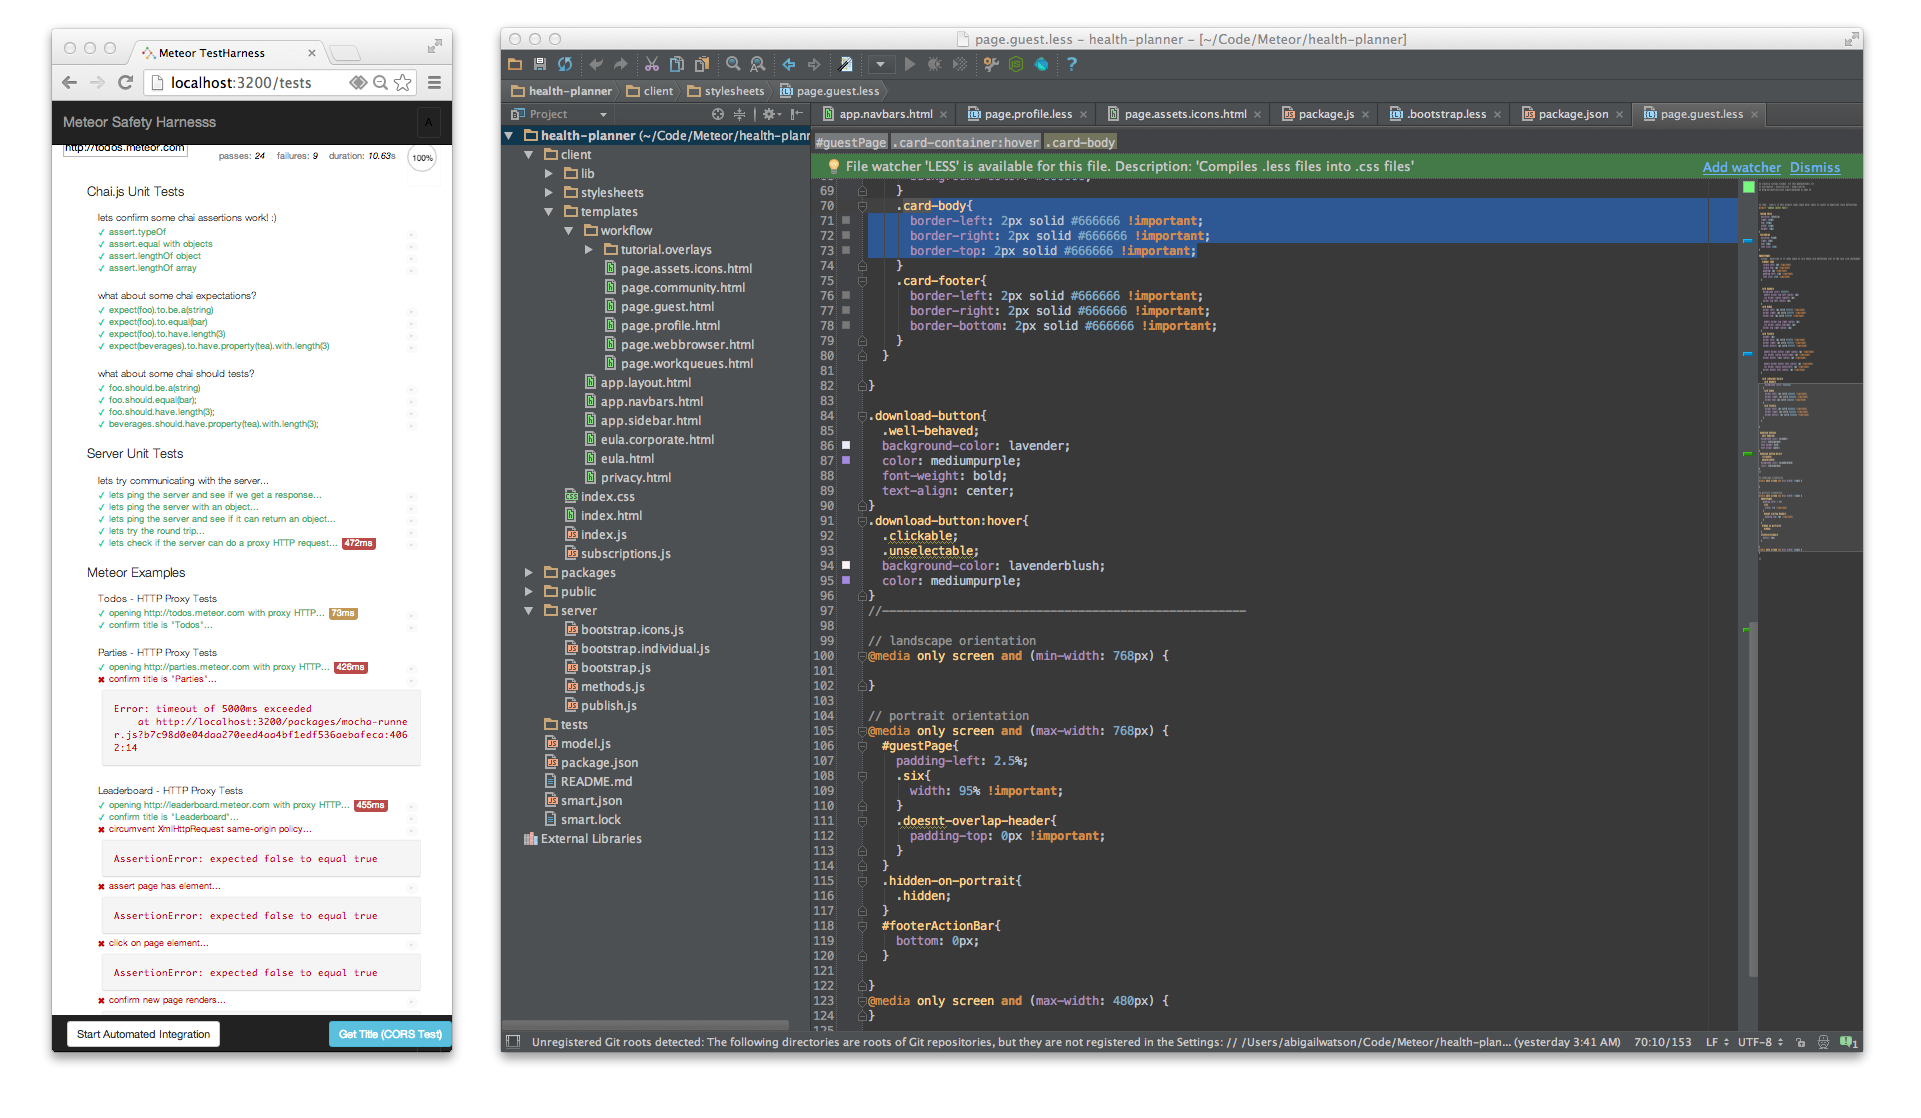 Meteor TestHarness
localhost:3200/tests
Meteor Safety Harnesss
A
http://todos.meteor.com
passes: 24 failures: 9 duration: 10.63s 100%
Chai.js Unit Tests
lets confirm some chai assertions work! :)
✓ assert.typeOf
✓ assert.equal with objects
✓ assert.lengthOf object
✓ assert.lengthOf array
what about some chai expectations?
✓ expect(foo).to.be.a(string)
✓ expect(foo).to.equal(bar)
✓ expect(foo).to.have.length(3)
✓ expect(beverages).to.have.property(tea).with.length(3)
what about some chai should tests?
✓ foo.should.be.a(string)
✓ foo.should.equal(bar);
✓ foo.should.have.length(3);
✓ beverages.should.have.property(tea).with.length(3);
Server Unit Tests
lets try communicating with the server...
✓ lets ping the server and see if we get a response...
✓ lets ping the server with an object...
✓ lets ping the server and see if it can return an object...
✓ lets try the round trip...
✓ lets check if the server can do a proxy HTTP request... 472ms
Meteor Examples
Todos - HTTP Proxy Tests
✓ opening http://todos.meteor.com with proxy HTTP... 73ms
✓ confirm title is "Todos"...
Parties - HTTP Proxy Tests
✓ opening http://parties.meteor.com with proxy HTTP... 426ms
✖ confirm title is "Parties"...
Error: timeout of 5000ms exceeded
at http://localhost:3200/packages/mocha-runne
r.js?b7c98d0e04daa270eed4aa4bf1edf536aebafeca:406
2:14
Leaderboard - HTTP Proxy Tests
✓ opening http://leaderboard.meteor.com with proxy HTTP... 455ms
✓ confirm title is "Leaderboard"...
✖ circumvent XmlHttpRequest same-origin policy...
AssertionError: expected false to equal true
✖ assert page has element...
AssertionError: expected false to equal true
✖ click on page element...
AssertionError: expected false to equal true
✖ confirm new page renders...
Start Automated Integration
Get Title (CORS Test)
page.guest.less - health-planner - [~/Code/Meteor/health-planner]
health-planner client stylesheets page.guest.less
Project
health-planner (~/Code/Meteor/health-plann
client
lib
stylesheets
templates
workflow
tutorial.overlays
page.assets.icons.html
page.community.html
page.guest.html
page.profile.html
page.webbrowser.html
page.workqueues.html
app.layout.html
app.navbars.html
app.sidebar.html
eula.corporate.html
eula.html
privacy.html
index.css
index.html
index.js
subscriptions.js
packages
public
server
bootstrap.icons.js
bootstrap.individual.js
bootstrap.js
methods.js
publish.js
tests
model.js
package.json
README.md
smart.json
smart.lock
External Libraries
app.navbars.html page.profile.less page.assets.icons.html package.js .bootstrap.less package.json page.guest.less
#guestPage .card-container:hover .card-body
File watcher 'LESS' is available for this file. Description: 'Compiles .less files into .css files' Add watcher Dismiss
69 }
70 .card-body{
71 border-left: 2px solid #666666 !important;
72 border-right: 2px solid #666666 !important;
73 border-top: 2px solid #666666 !important;
74 }
75 .card-footer{
76 border-left: 2px solid #666666 !important;
77 border-right: 2px solid #666666 !important;
78 border-bottom: 2px solid #666666 !important;
79 }
80 }
81
82 }
83
84 .download-button{
85 .well-behaved;
86 background-color: lavender;
87 color: mediumpurple;
88 font-weight: bold;
89 text-align: center;
90 }
91 .download-button:hover{
92 .clickable;
93 .unselectable;
94 background-color: lavenderblush;
95 color: mediumpurple;
96 }
97 //----------------------------------------------------
98
99 // landscape orientation
100 @media only screen and (min-width: 768px) {
101
102 }
103
104 // portrait orientation
105 @media only screen and (max-width: 768px) {
106 #guestPage{
107 padding-left: 2.5%;
108 .six{
109 width: 95% !important;
110 }
111 .doesnt-overlap-header{
112 padding-top: 0px !important;
113 }
114 }
115 .hidden-on-portrait{
116 .hidden;
117 }
118 #footerActionBar{
119 bottom: 0px;
120 }
121
122 }
123 @media only screen and (max-width: 480px) {
124 }
125
Unregistered Git roots detected: The following directories are roots of Git repositories, but they are not registered in the Settings: // /Users/abigailwatson/Code/Meteor/health-plan... (yesterday 3:41 AM) 70:10/153 LF UTF-8 1